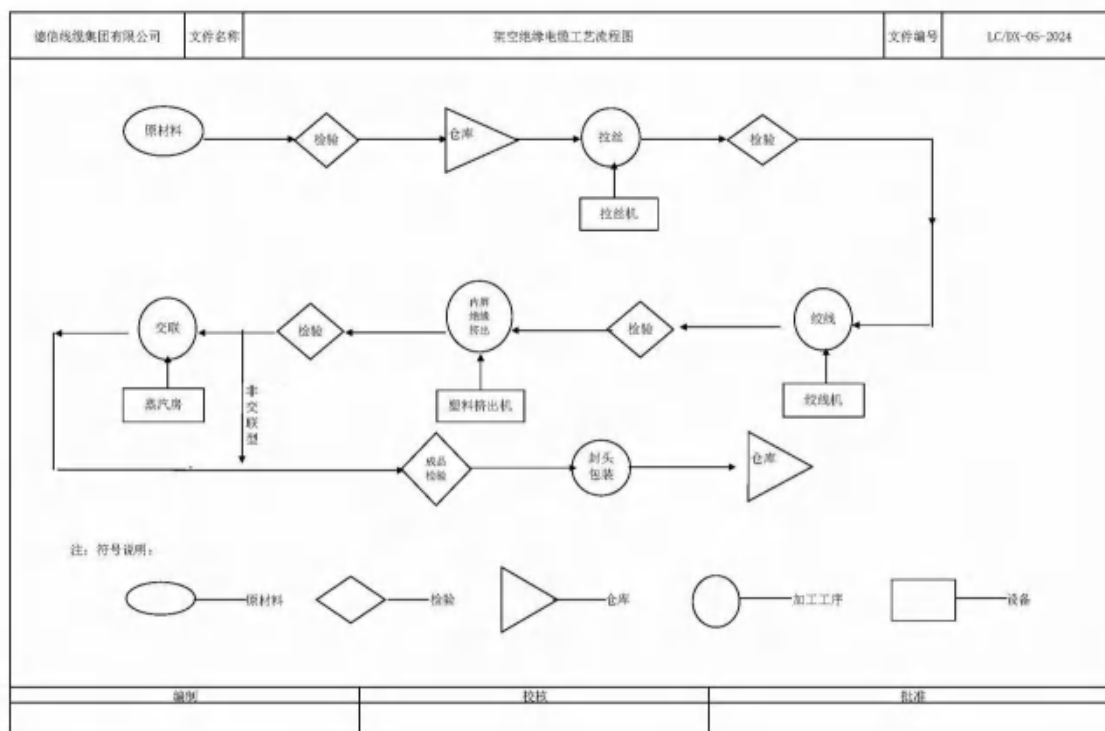 德信线缆集团有限公司
文件名称
架空绝缘电缆工艺流程图
文件编号
LC/DX-05-2024
原材料
检验
仓库
拉丝
检验
拉丝机
交联
检验
内屏
绝缘
挤出
检验
绞线
蒸汽房
非
交
联
型
塑料挤出机
绞线机
成品
检验
封头
包装
仓库
注：符号说明：
原材料
检验
仓库
加工工序
设备
编制
校核
批准